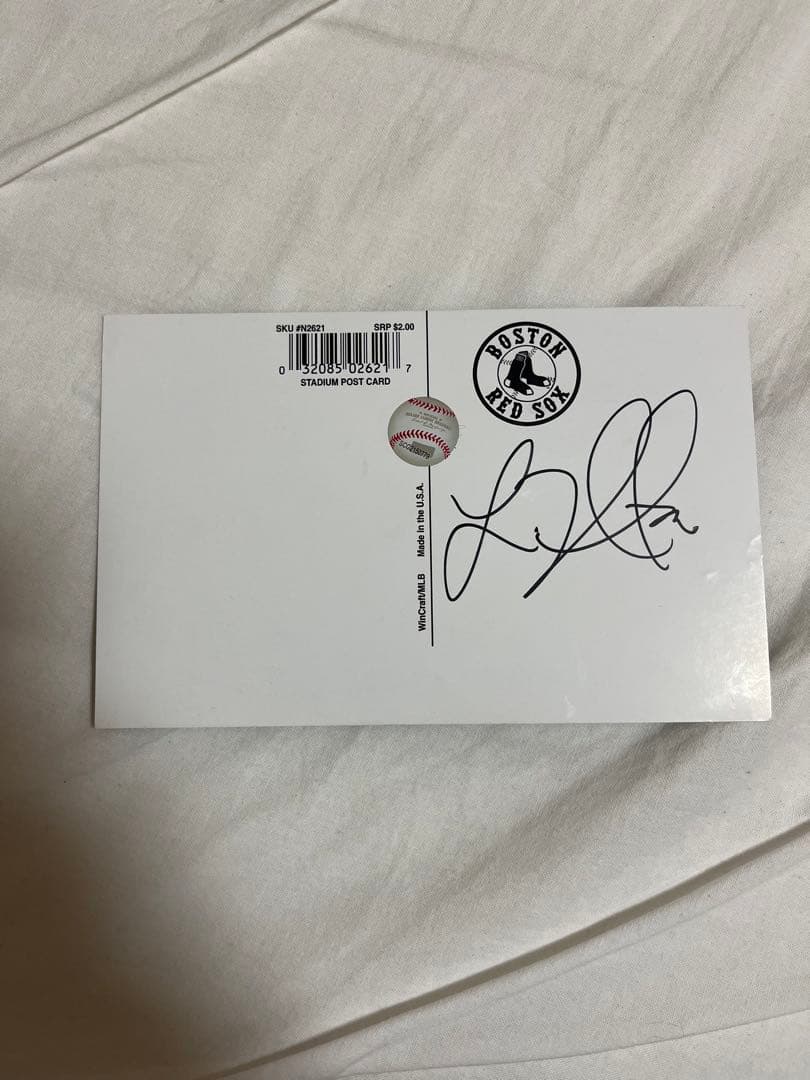 SKU #N2621 SRP $2.00
0 32085 02621 7
STADIUM POST CARD
BOSTON
RED SOX
WinCraft/MLB Made in the U.S.A.